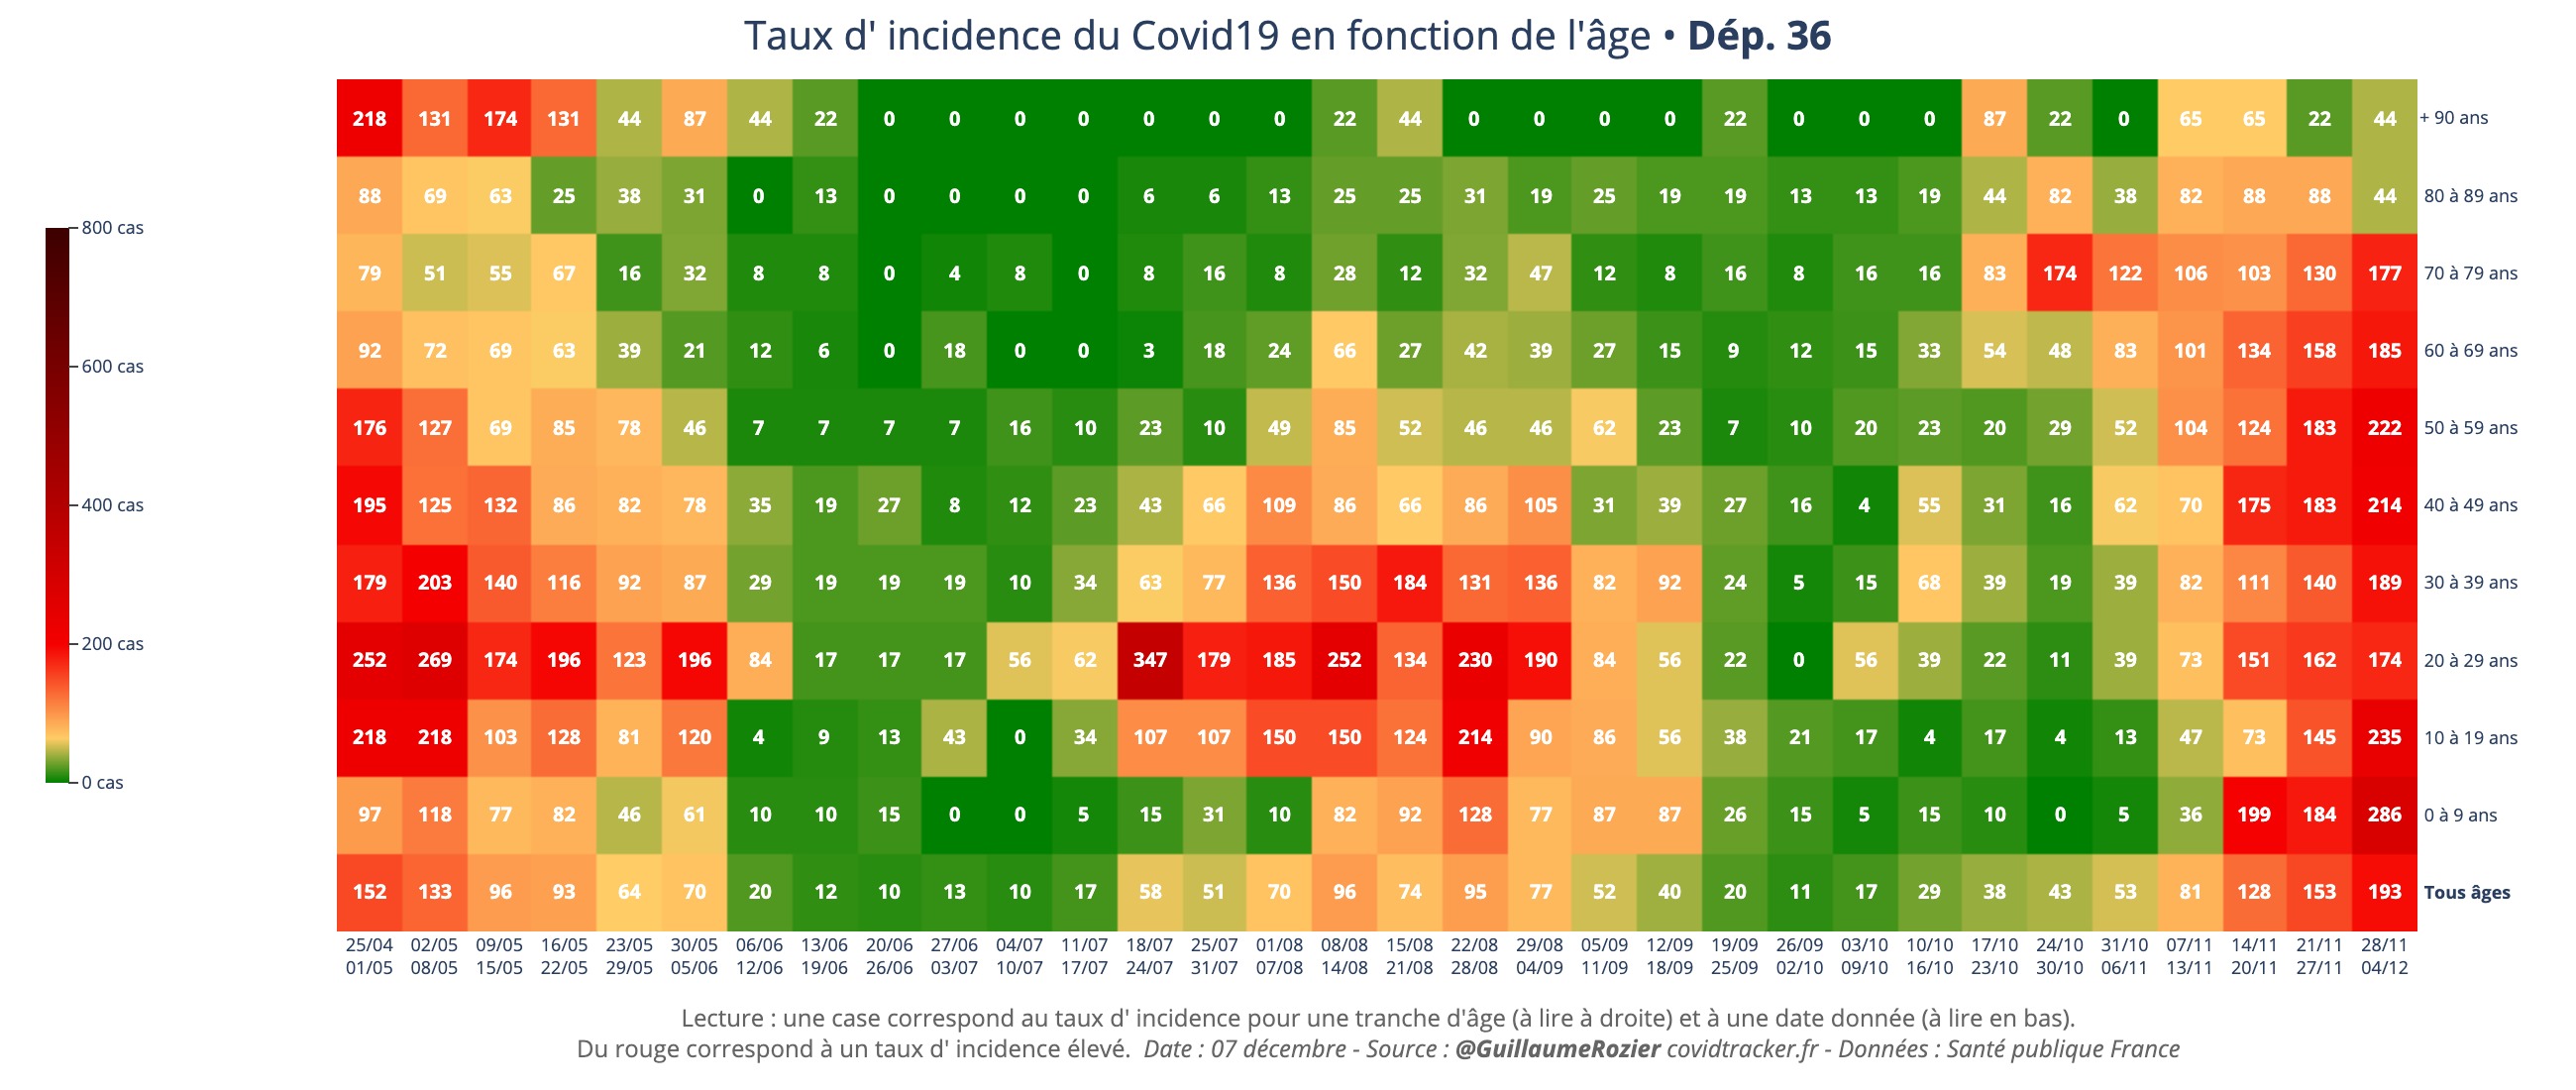 Taux d' incidence du Covid19 en fonction de l'âge • Dép. 36
800 cas
600 cas
400 cas
200 cas
0 cas
218 131 174 131 44 87 44 22 0 0 0 0 0 0 0 22 44 0 0 0 0 22 0 0 0 87 22 0 65 65 22 44 + 90 ans
88 69 63 25 38 31 0 13 0 0 0 0 6 6 13 25 25 31 19 25 19 19 13 13 19 44 82 38 82 88 88 44 80 à 89 ans
79 51 55 67 16 32 8 8 0 4 8 0 8 16 8 28 12 32 47 12 8 16 8 16 16 83 174 122 106 103 130 177 70 à 79 ans
92 72 69 63 39 21 12 6 0 18 0 0 3 18 24 66 27 42 39 27 15 9 12 15 33 54 48 83 101 134 158 185 60 à 69 ans
176 127 69 85 78 46 7 7 7 7 16 10 23 10 49 85 52 46 46 62 23 7 10 20 23 20 29 52 104 124 183 222 50 à 59 ans
195 125 132 86 82 78 35 19 27 8 12 23 43 66 109 86 66 86 105 31 39 27 16 4 55 31 16 62 70 175 183 214 40 à 49 ans
179 203 140 116 92 87 29 19 19 19 10 34 63 77 136 150 184 131 136 82 92 24 5 15 68 39 19 39 82 111 140 189 30 à 39 ans
252 269 174 196 123 196 84 17 17 17 56 62 347 179 185 252 134 230 190 84 56 22 0 56 39 22 11 39 73 151 162 174 20 à 29 ans
218 218 103 128 81 120 4 9 13 43 0 34 107 107 150 150 124 214 90 86 56 38 21 17 4 17 4 13 47 73 145 235 10 à 19 ans
97 118 77 82 46 61 10 10 15 0 0 5 15 31 10 82 92 128 77 87 87 26 15 5 15 10 0 5 36 199 184 286 0 à 9 ans
152 133 96 93 64 70 20 12 10 13 10 17 58 51 70 96 74 95 77 52 40 20 11 17 29 38 43 53 81 128 153 193 Tous âges
25/04 02/05 09/05 16/05 23/05 30/05 06/06 13/06 20/06 27/06 04/07 11/07 18/07 25/07 01/08 08/08 15/08 22/08 29/08 05/09 12/09 19/09 26/09 03/10 10/10 17/10 24/10 31/10 07/11 14/11 21/11 28/11
01/05 08/05 15/05 22/05 29/05 05/06 12/06 19/06 26/06 03/07 10/07 17/07 24/07 31/07 07/08 14/08 21/08 28/08 04/09 11/09 18/09 25/09 02/10 09/10 16/10 23/10 30/10 06/11 13/11 20/11 27/11 04/12
Lecture : une case correspond au taux d' incidence pour une tranche d'âge (à lire à droite) et à une date donnée (à lire en bas).
Du rouge correspond à un taux d' incidence élevé. Date : 07 décembre - Source : @GuillaumeRozier covidtracker.fr - Données : Santé publique France